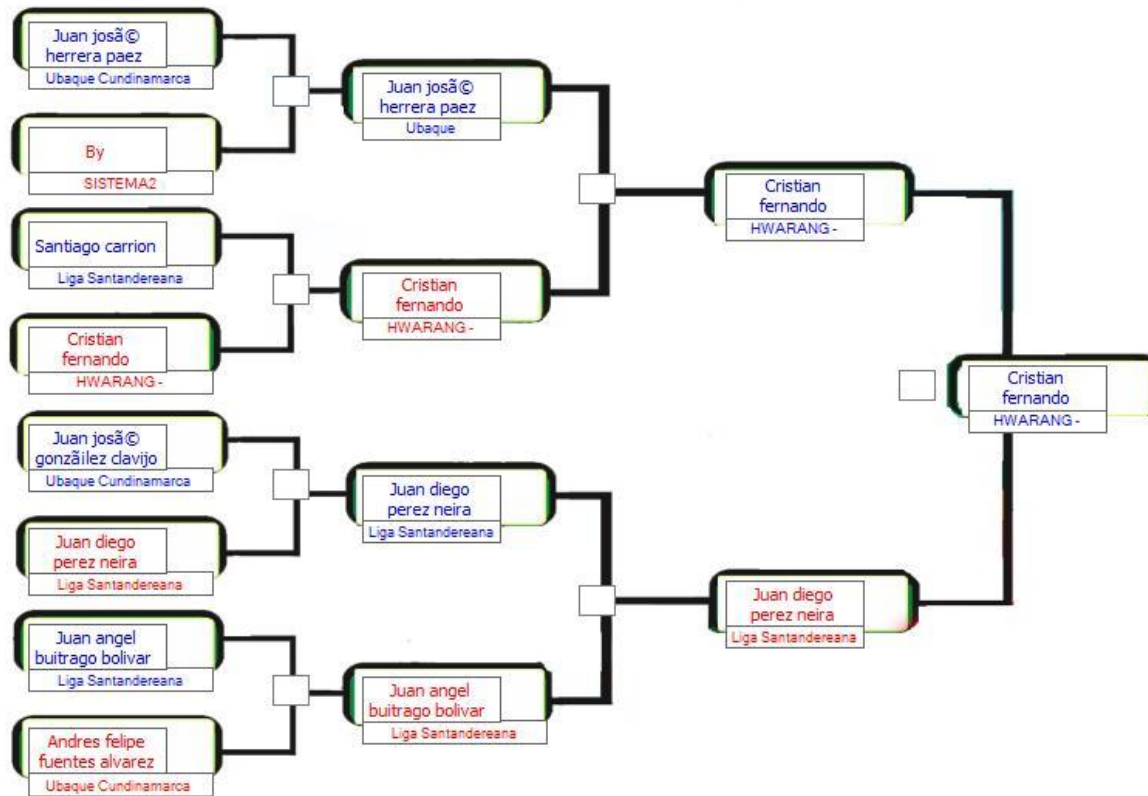 Juan josã©
herrera paez
Ubaque Cundinamarca
By
SISTEMA2
Santiago carrion
Liga Santandereana
Cristian
fernando
HWARANG -
Juan josã©
gonzãilez clavijo
Ubaque Cundinamarca
Juan diego
perez neira
Liga Santandereana
Juan angel
buitrago bolivar
Liga Santandereana
Andres felipe
fuentes alvarez
Ubaque Cundinamarca
Juan josã©
herrera paez
Ubaque
Cristian
fernando
HWARANG -
Juan diego
perez neira
Liga Santandereana
Juan angel
buitrago bolivar
Liga Santandereana
Cristian
fernando
HWARANG -
Juan diego
perez neira
Liga Santandereana
Cristian
fernando
HWARANG -